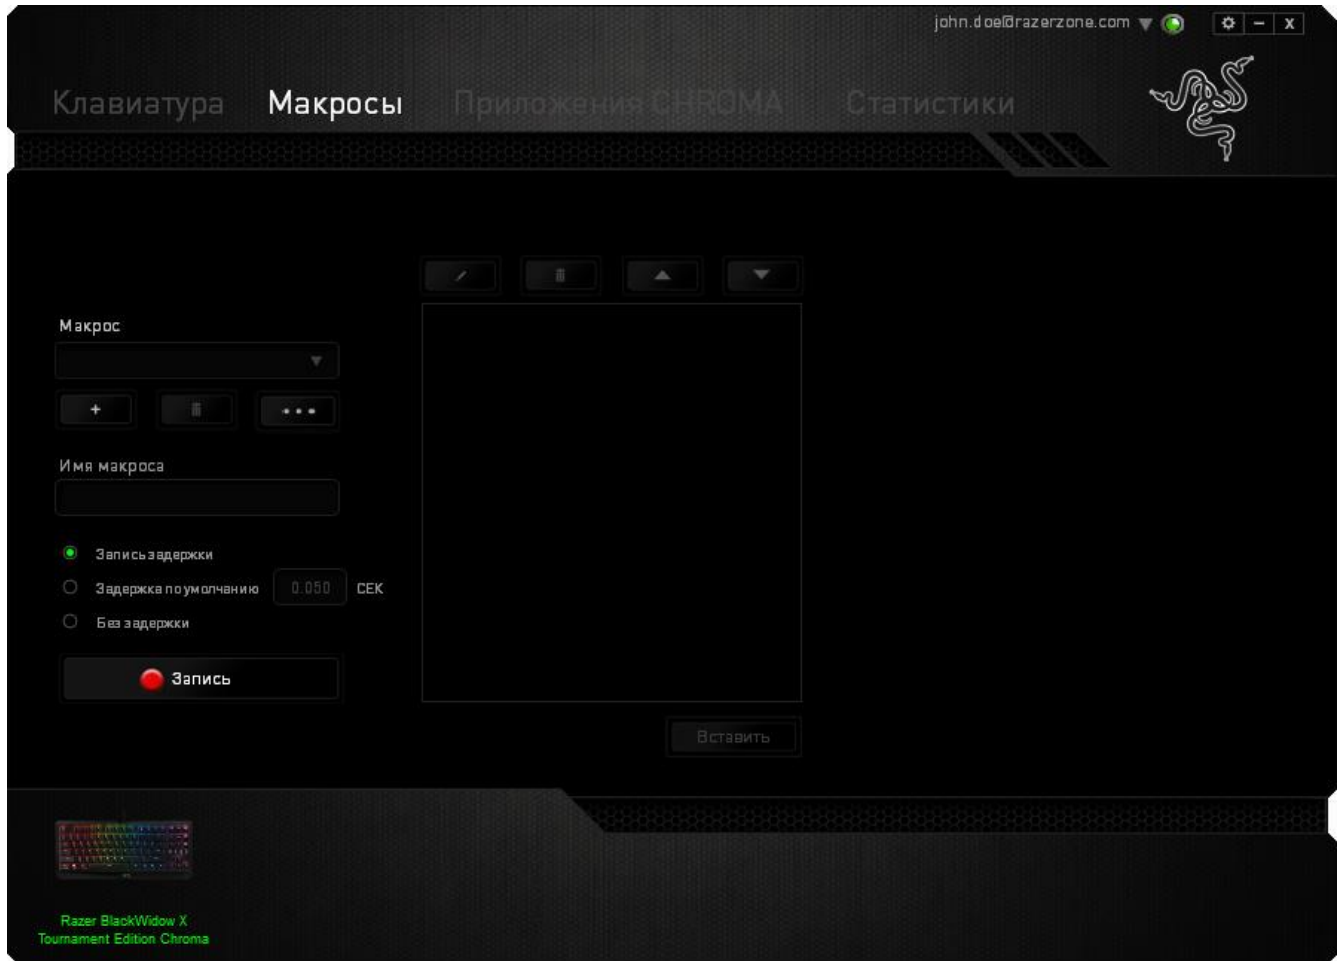 john.doe@razerzone.com
Клавиатура Макросы Приложения CHROMA Статистики
Макрос
Имя макроса
Запись задержки
Задержка по умолчанию 0.050 СЕК
Без задержки
Запись
Вставить
Razer BlackWidow X
Tournament Edition Chroma